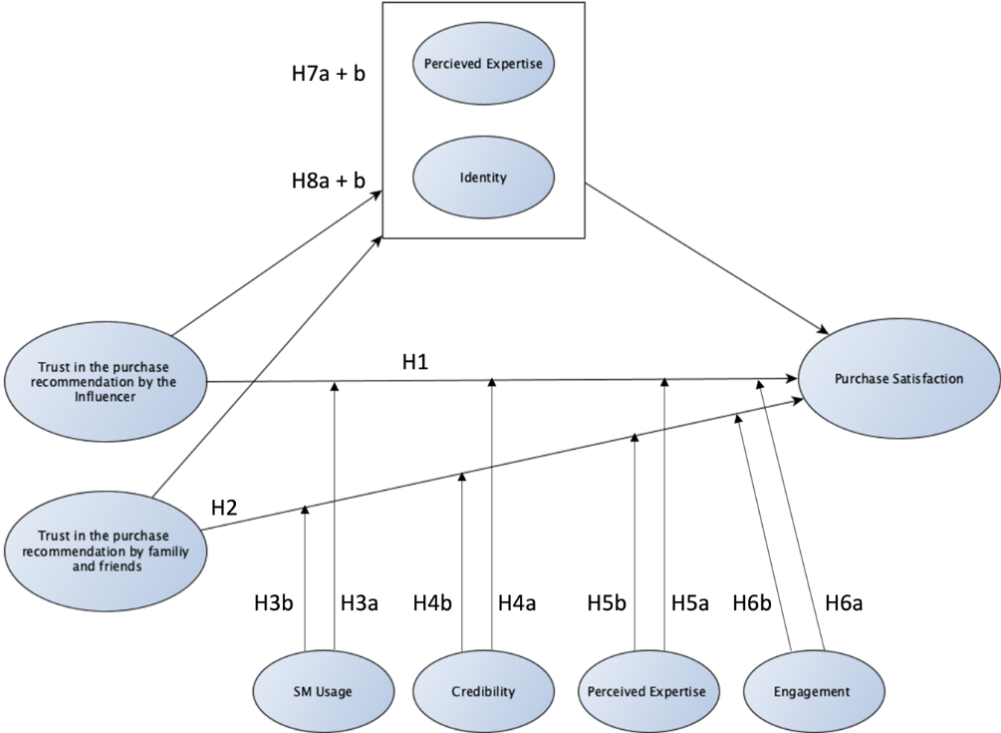 Percieved Expertise
H7a + b
Identity
H8a + b
Trust in the purchase
recommendation by the
Influencer
H1
Purchase Satisfaction
H2
Trust in the purchase
recommendation by familiy
and friends
H3b
H3a
H4b
H4a
H5b
H5a
H6b
H6a
SM Usage
Credibility
Perceived Expertise
Engagement